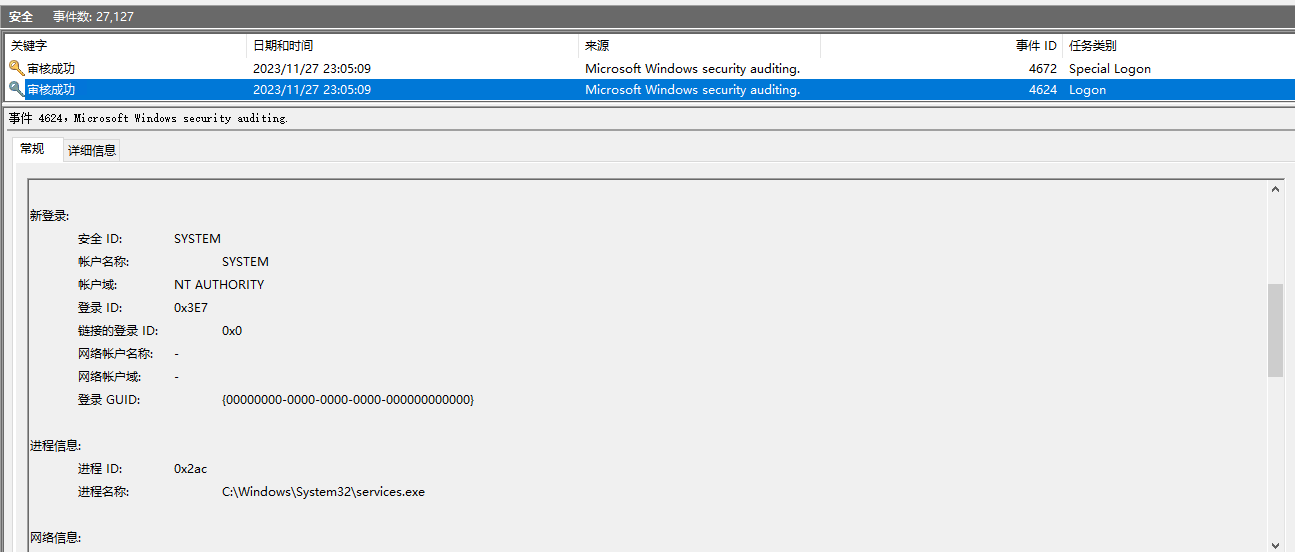 安全 事件数: 27,127
关键字 日期和时间 来源 事件 ID 任务类别
审核成功 2023/11/27 23:05:09 Microsoft Windows security auditing. 4672 Special Logon
审核成功 2023/11/27 23:05:09 Microsoft Windows security auditing. 4624 Logon
事件 4624，Microsoft Windows security auditing.
常规 详细信息
新登录:
安全 ID: SYSTEM
帐户名称: SYSTEM
帐户域: NT AUTHORITY
登录 ID: 0x3E7
链接的登录 ID: 0x0
网络帐户名称: -
网络帐户域: -
登录 GUID: {00000000-0000-0000-0000-000000000000}
进程信息:
进程 ID: 0x2ac
进程名称: C:\Windows\System32\services.exe
网络信息: